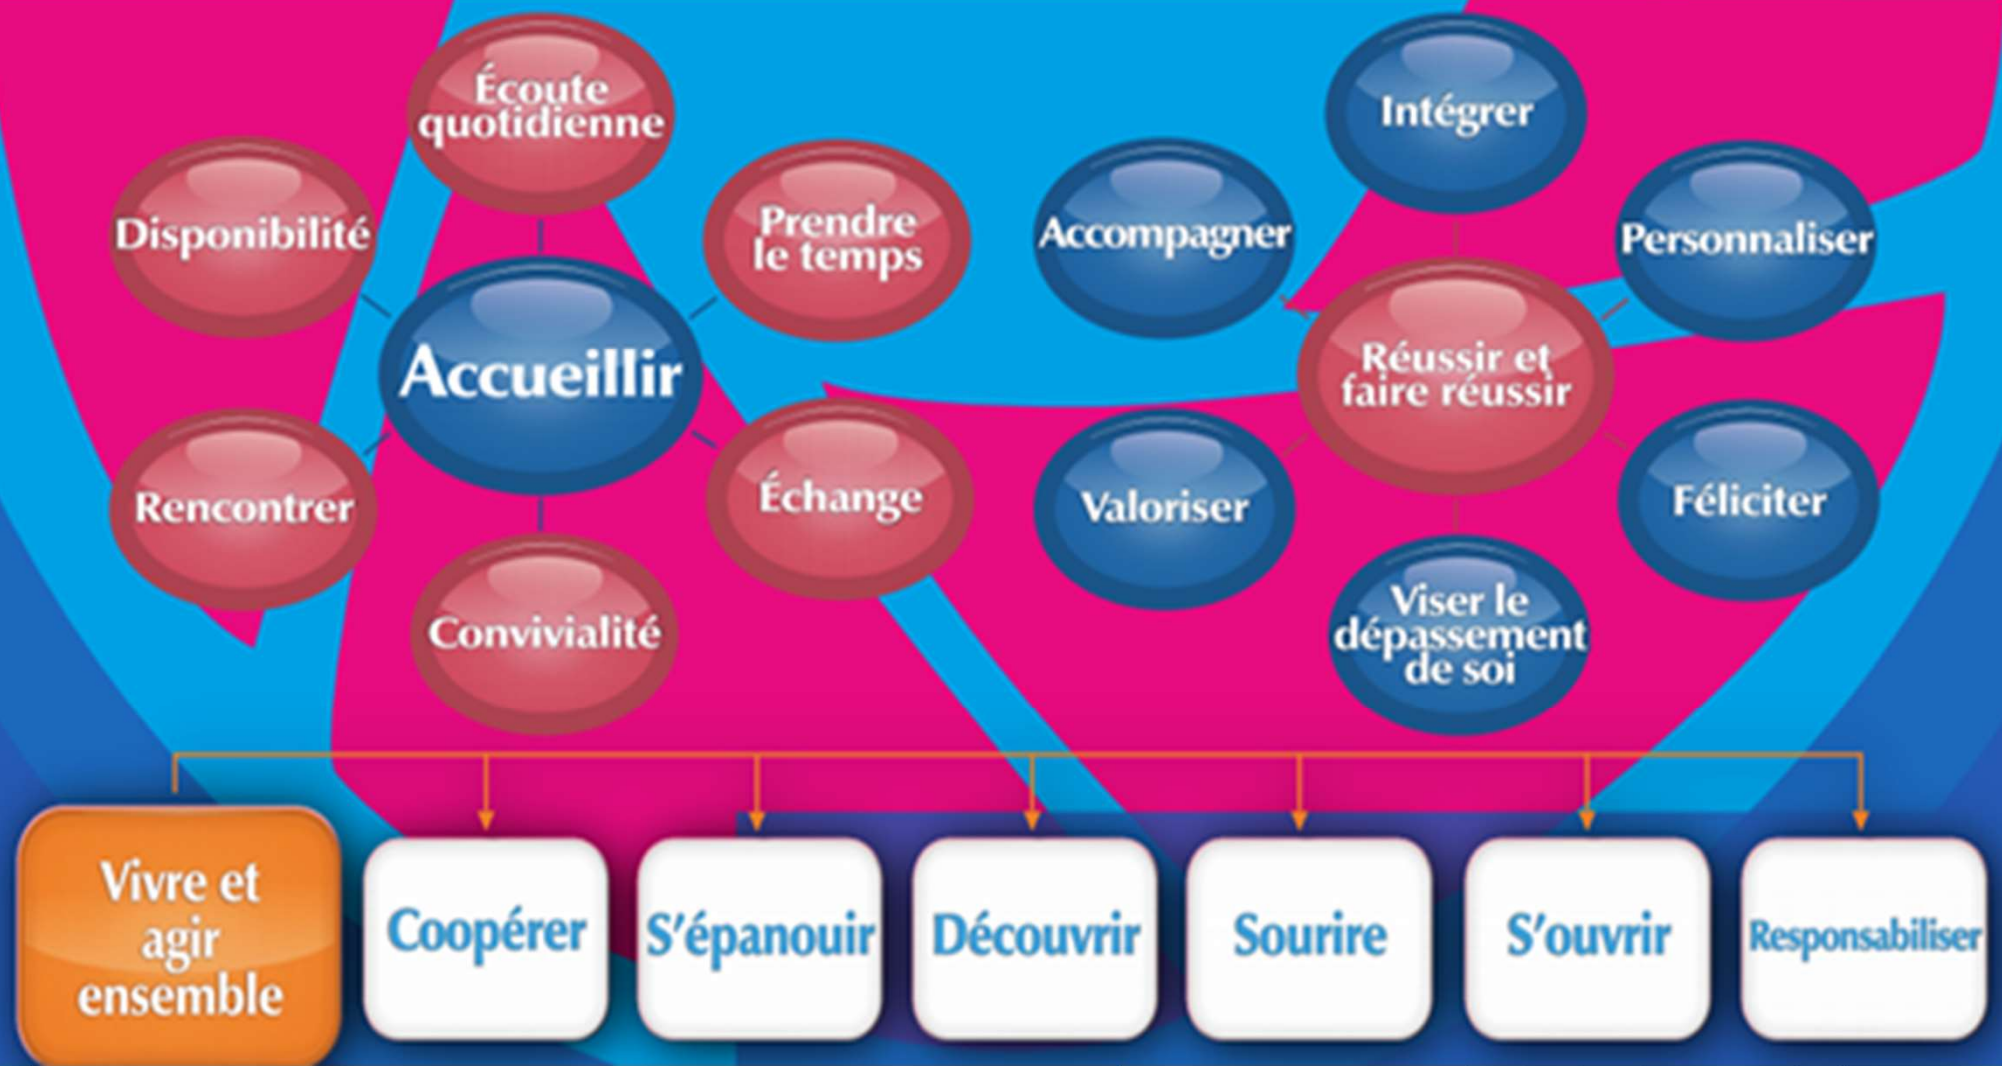 Écoute
quotidienne
Disponibilité
Prendre
le temps
Accueillir
Rencontrer
Échange
Convivialité
Intégrer
Accompagner
Personnaliser
Réussir et
faire réussir
Valoriser
Féliciter
Viser le
dépassement
de soi
Vivre et
agir
ensemble
Coopérer
S'épanouir
Découvrir
Sourire
S'ouvrir
Responsabiliser